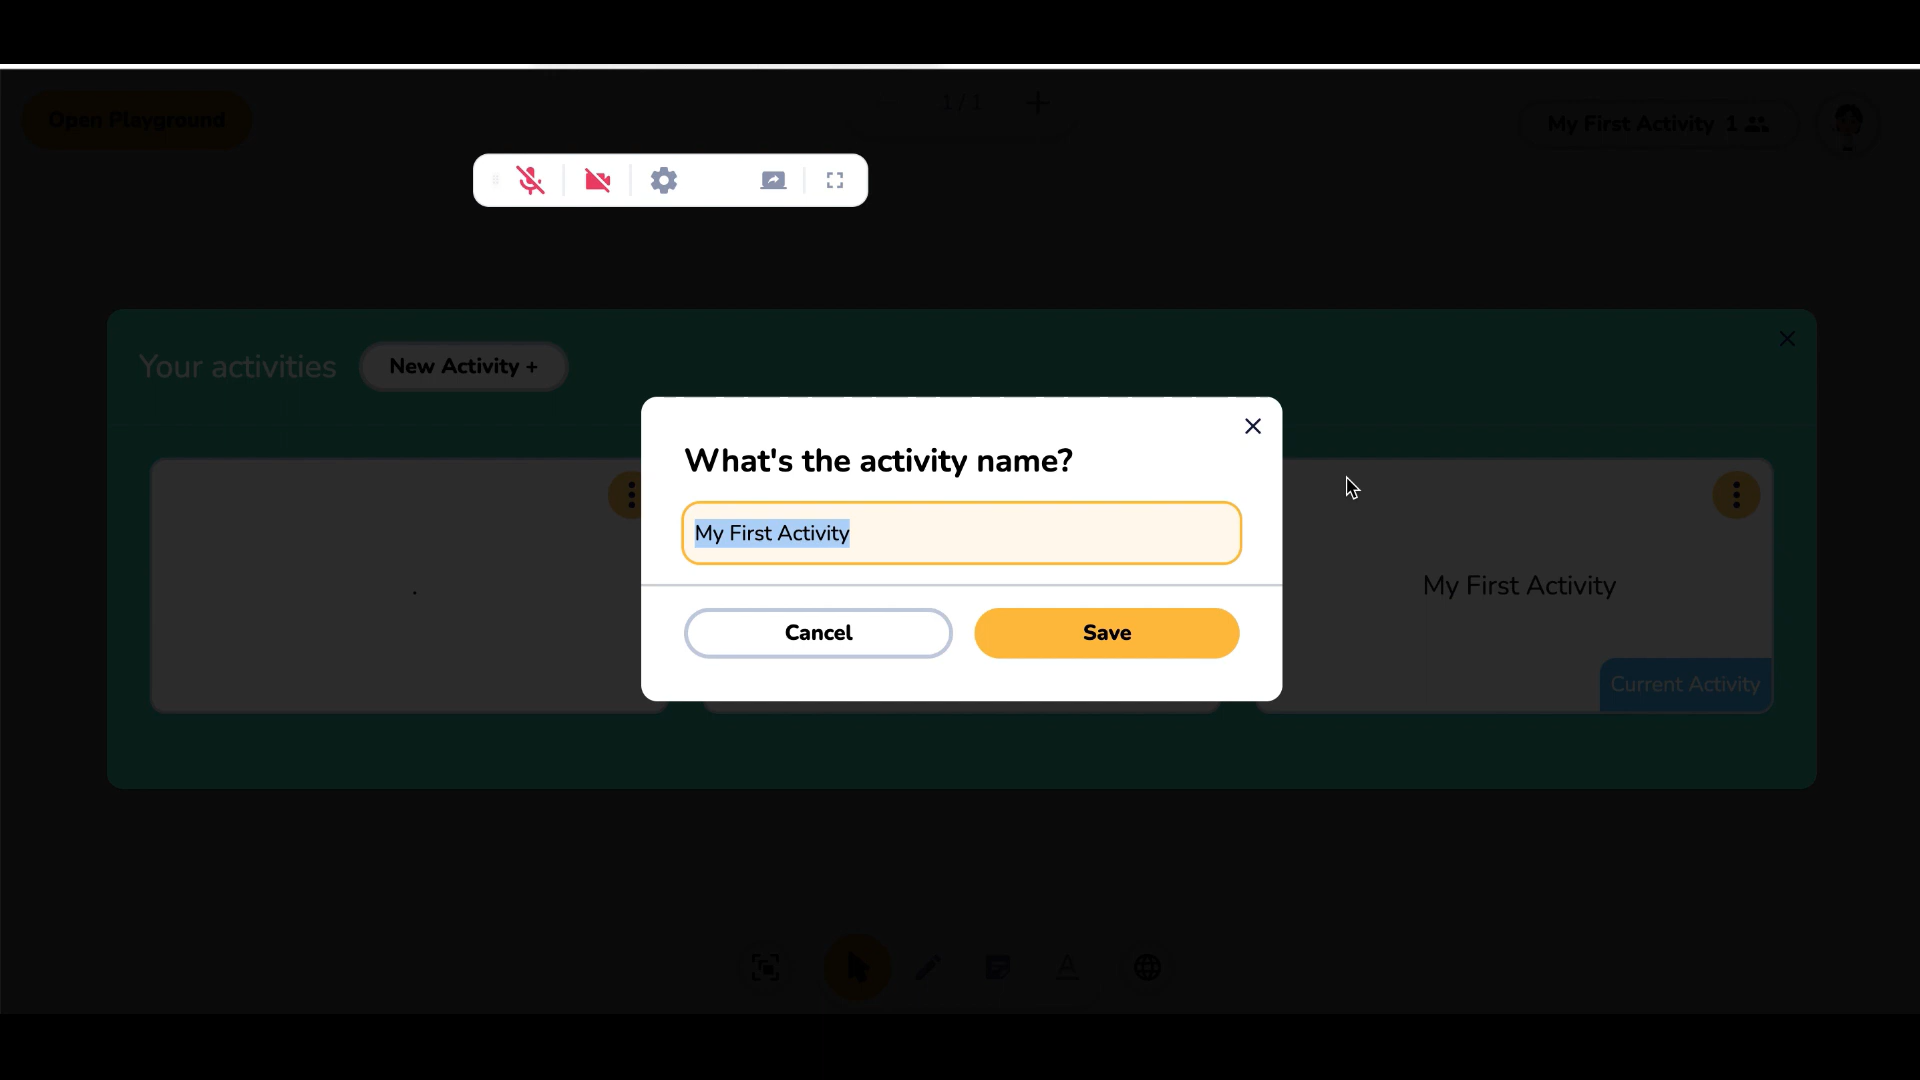 Open Playground
1 / 1
My First Activity 1
Your activities
New Activity +
What's the activity name?
My First Activity
Cancel
Save
.
My First Activity
Current Activity
A